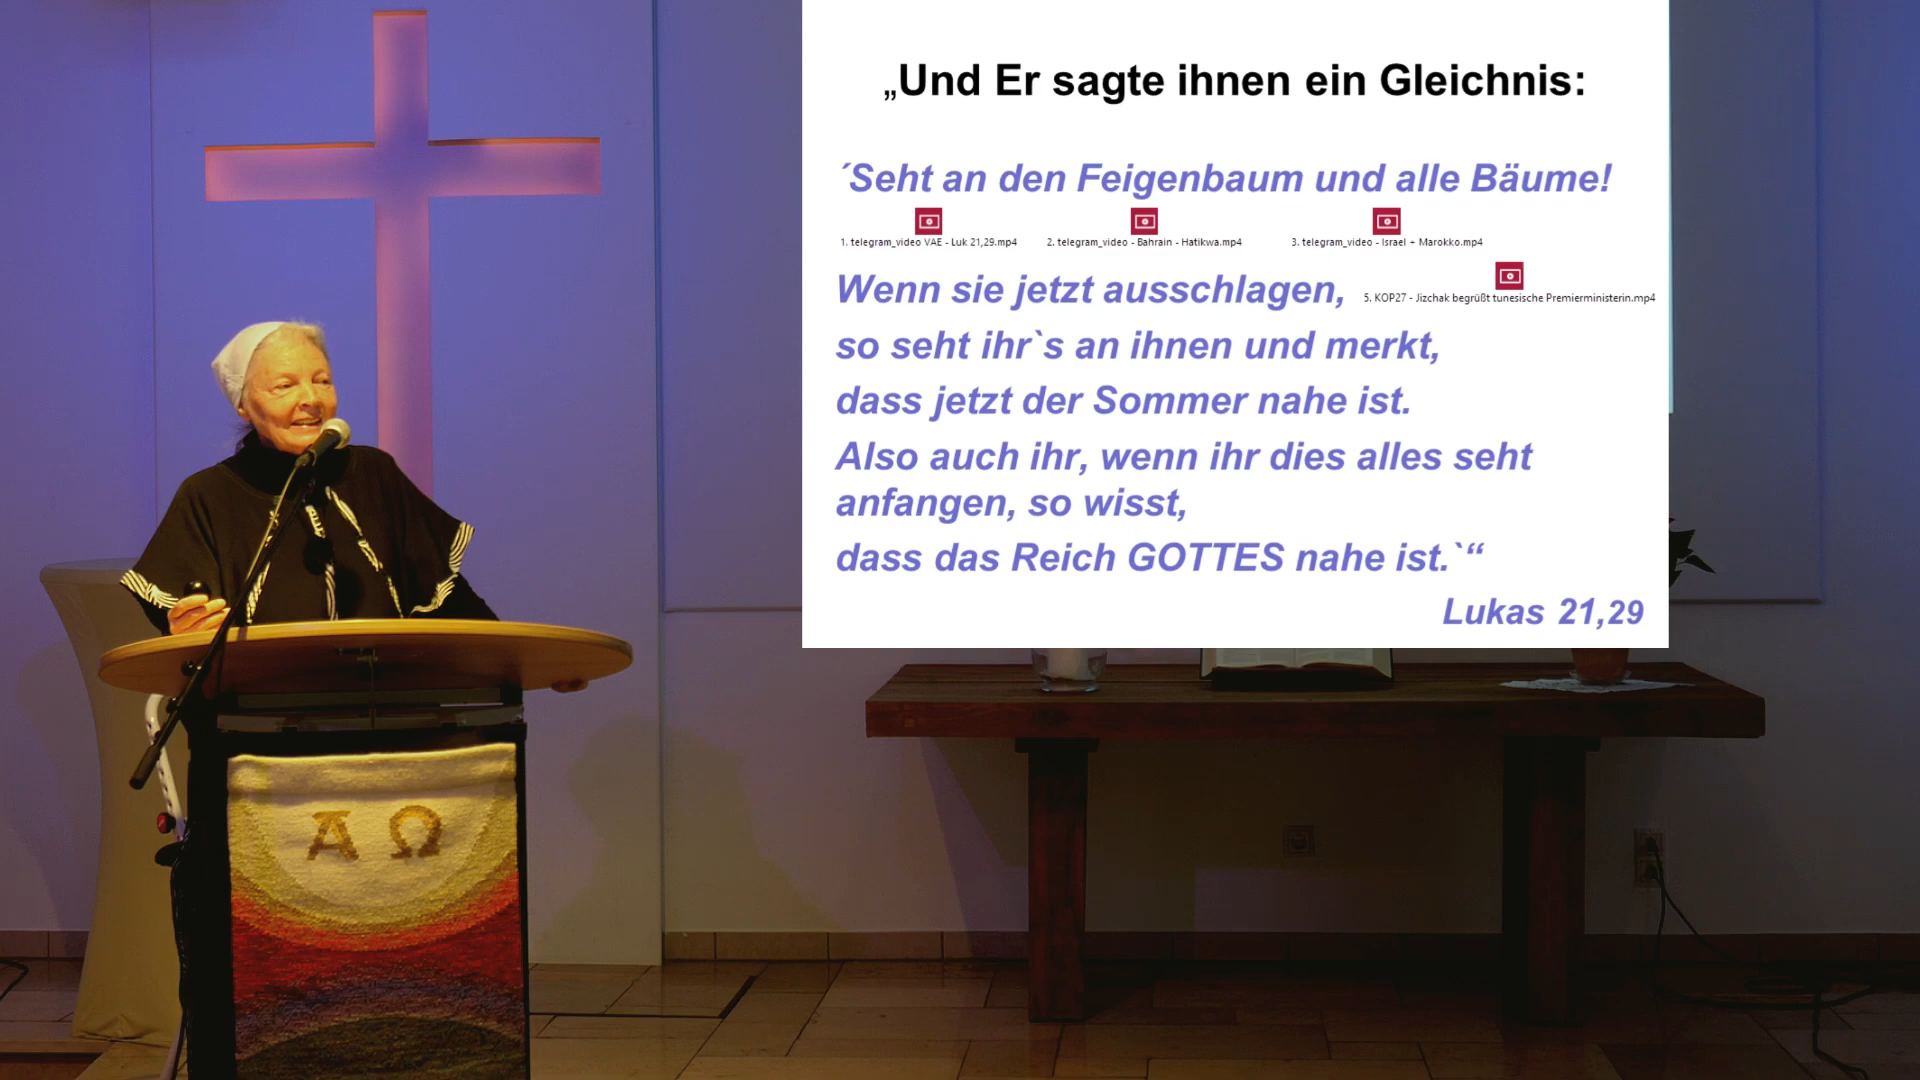 „Und Er sagte ihnen ein Gleichnis:
´Seht an den Feigenbaum und alle Bäume!
1. telegram_video VAE - Luk 21,29.mp4
2. telegram_video - Bahrain - Hatikwa.mp4
3. telegram_video - Israel + Marokko.mp4
Wenn sie jetzt ausschlagen,
5. KOP27 - Jizchak begrüßt tunesische Premierministerin.mp4
so seht ihr`s an ihnen und merkt,
dass jetzt der Sommer nahe ist.
Also auch ihr, wenn ihr dies alles seht
anfangen, so wisst,
dass das Reich GOTTES nahe ist.`“
Lukas 21,29
Α Ω